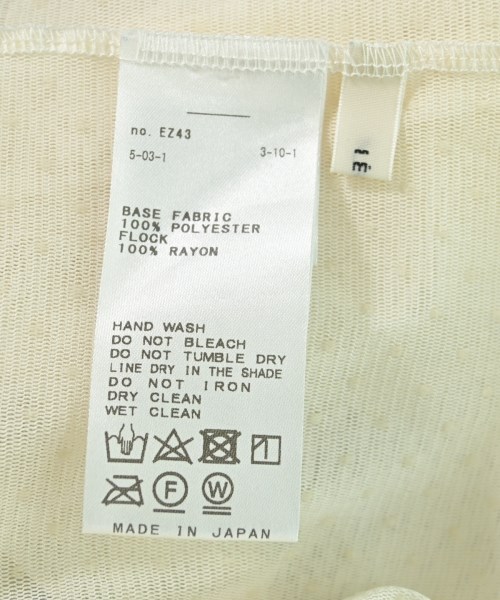 no. EZ43
5-03-1 3-10-1
BASE FABRIC
100% POLYESTER
FLOCK
100% RAYON
HAND WASH
DO NOT BLEACH
DO NOT TUMBLE DRY
LINE DRY IN THE SHADE
DO NOT IRON
DRY CLEAN
WET CLEAN
F W
MADE IN JAPAN